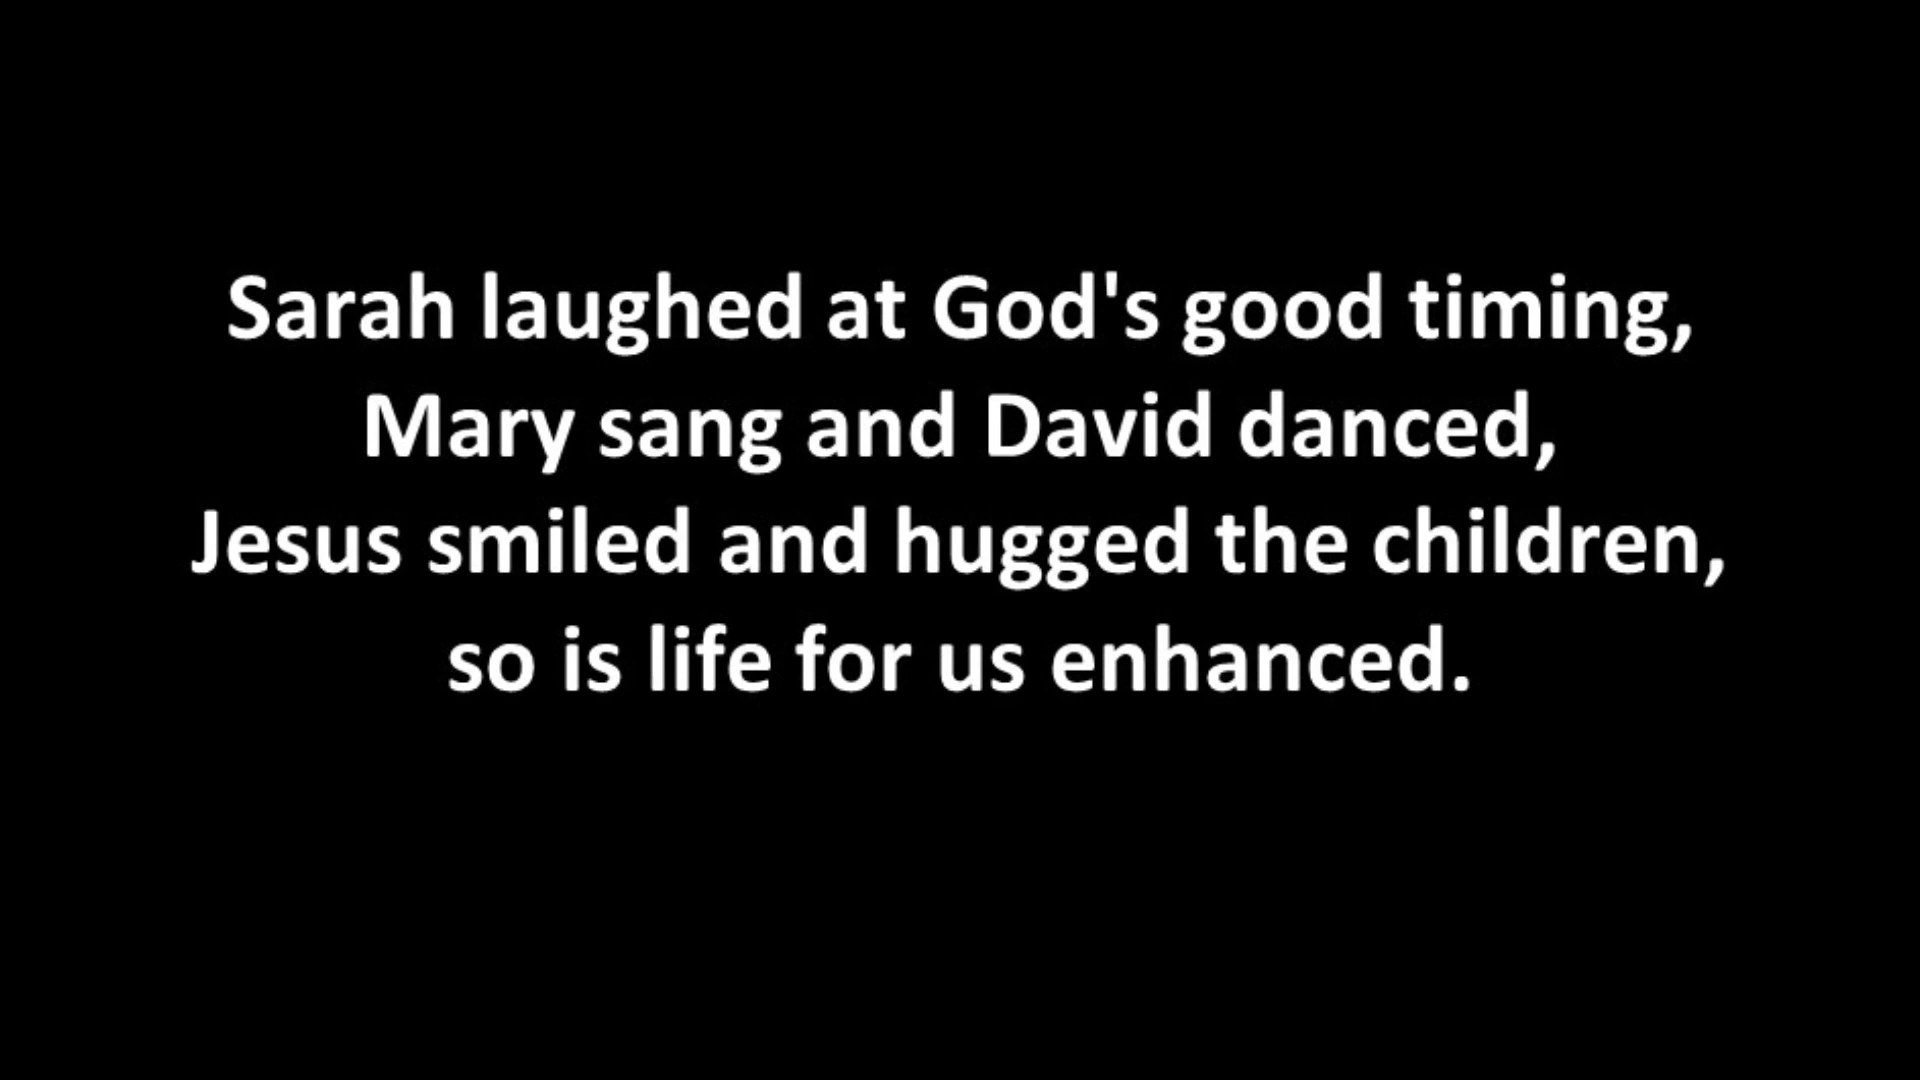 Sarah laughed at God's good timing,
Mary sang and David danced,
Jesus smiled and hugged the children,
so is life for us enhanced.